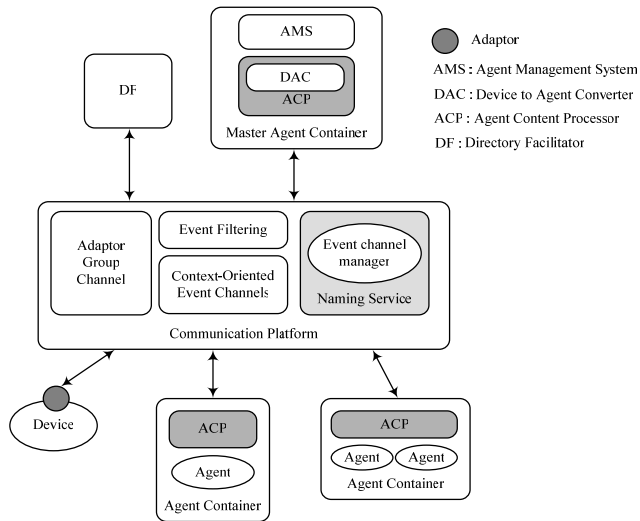 AMS
DAC
ACP
Master Agent Container
DF
Adaptor
AMS : Agent Management System
DAC : Device to Agent Converter
ACP : Agent Content Processor
DF : Directory Facilitator
Adaptor
Group
Channel
Event Filtering
Context-Oriented
Event Channels
Event channel
manager
Naming Service
Communication Platform
Device
ACP
Agent
Agent Container
ACP
Agent
Agent
Agent Container